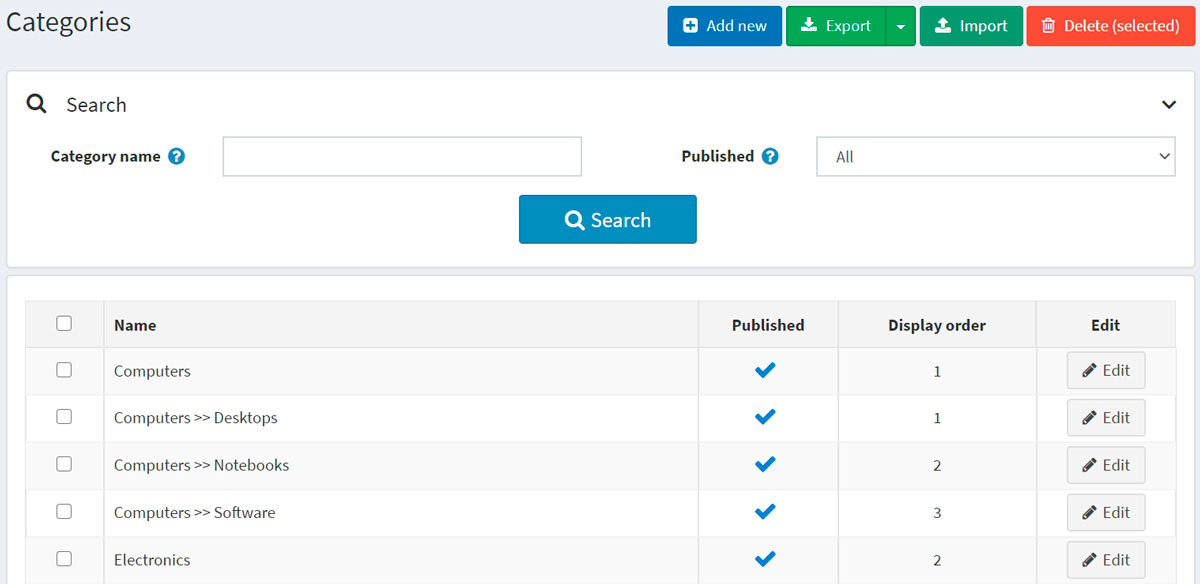 Categories Add new Export Import Delete (selected)
Search
Category name ? Published ? All
Search
Name Published Display order Edit
Computers 1 Edit
Computers >> Desktops 1 Edit
Computers >> Notebooks 2 Edit
Computers >> Software 3 Edit
Electronics 2 Edit